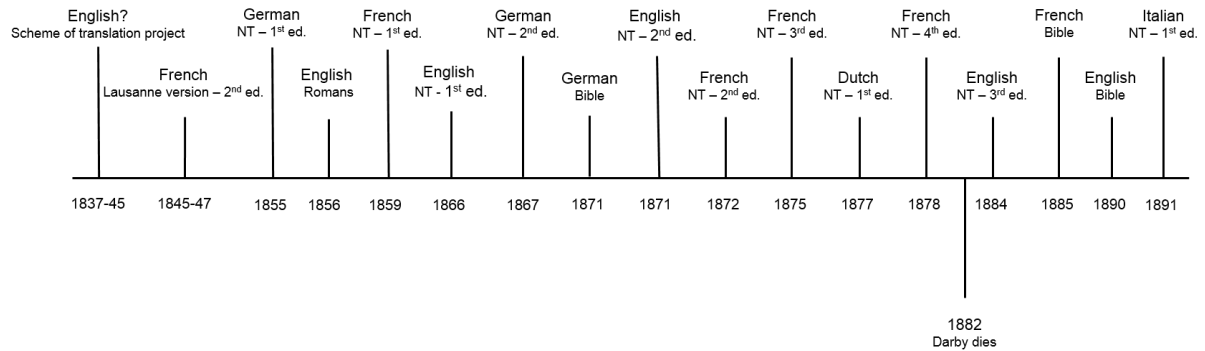 English?
Scheme of translation project
French
Lausanne version – 2nd ed.
German
NT – 1st ed.
English
Romans
French
NT – 1st ed.
English
NT - 1st ed.
German
NT – 2nd ed.
German
Bible
English
NT – 2nd ed.
French
NT – 2nd ed.
French
NT – 3rd ed.
Dutch
NT – 1st ed.
French
NT – 4th ed.
English
NT – 3rd ed.
French
Bible
English
Bible
Italian
NT – 1st ed.
1837-45 1845-47 1855 1856 1859 1866 1867 1871 1871 1872 1875 1877 1878 1884 1885 1890 1891
1882
Darby dies